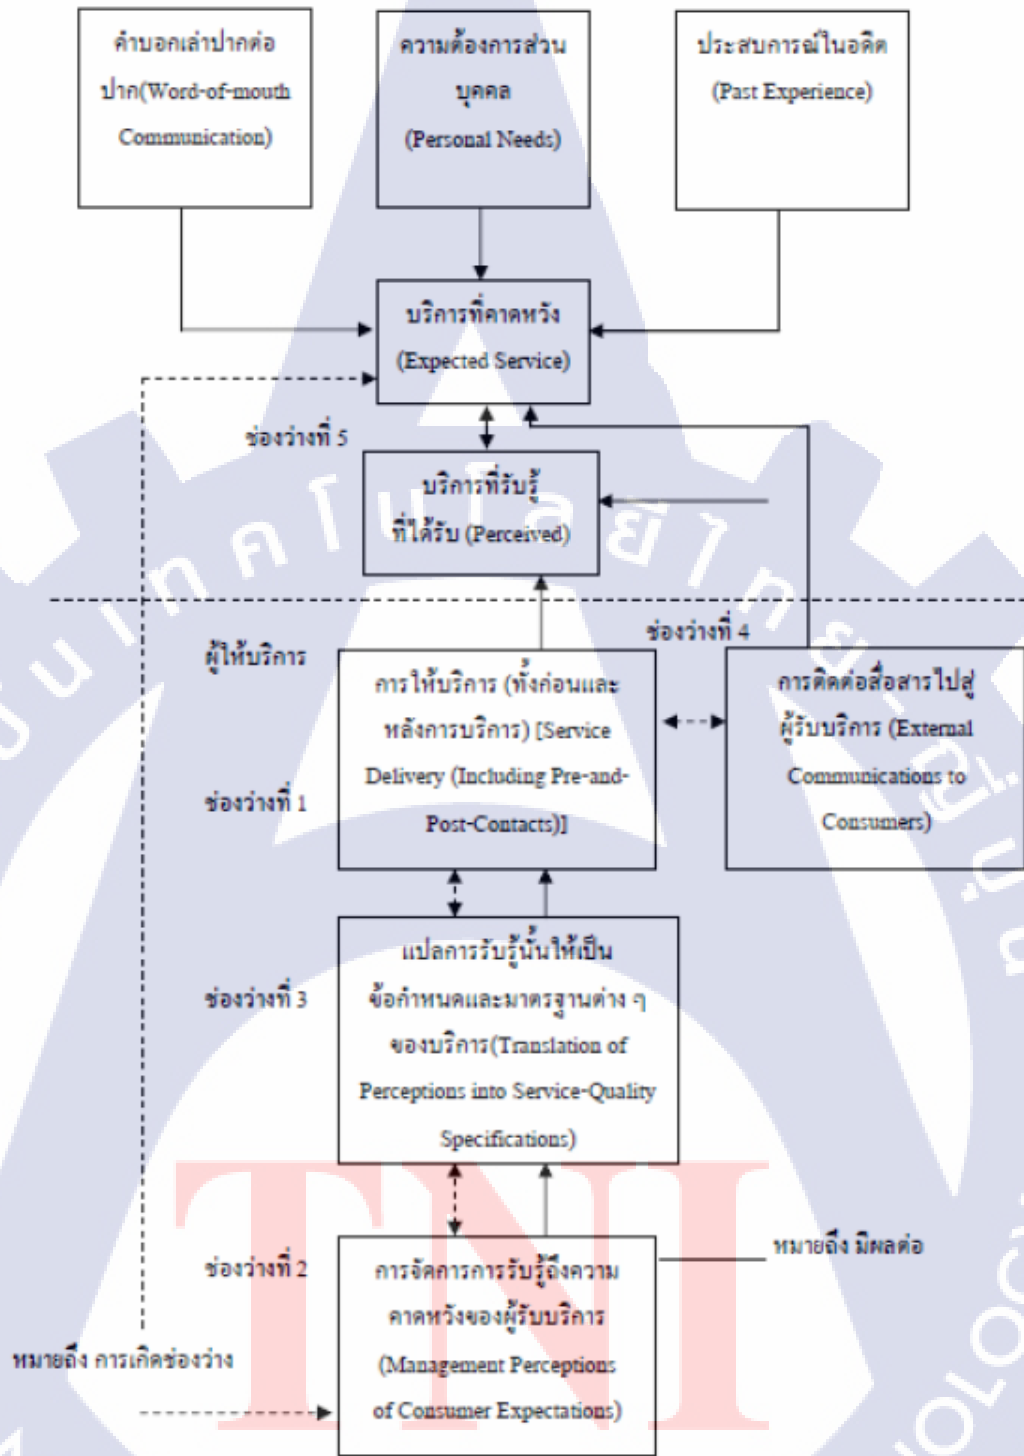 คำบอกเล่าปากต่อ
ปาก(Word-of-mouth
Communication)
ความต้องการส่วน
บุคคล
(Personal Needs)
ประสบการณ์ในอดีต
(Past Experience)
บริการที่คาดหวัง
(Expected Service)
ช่องว่างที่ 5
บริการที่รับรู้
ที่ได้รับ (Perceived)
ผู้ให้บริการ
ช่องว่างที่ 4
การให้บริการ (ทั้งก่อนและ
หลังการบริการ) [Service
Delivery (Including Pre-and-
Post-Contacts)]
การติดต่อสื่อสารไปสู่
ผู้รับบริการ (External
Communications to
Consumers)
ช่องว่างที่ 1
แปลการรับรู้นั้นให้เป็น
ข้อกำหนดและมาตรฐานต่าง ๆ
ของบริการ(Translation of
Perceptions into Service-Quality
Specifications)
ช่องว่างที่ 3
ช่องว่างที่ 2
การจัดการการรับรู้ถึงความ
คาดหวังของผู้รับบริการ
(Management Perceptions
of Consumer Expectations)
หมายถึง มีผลต่อ
หมายถึง การเกิดช่องว่าง
TNI
นเทคโนโลยีไทย-ญี่ปุ่น
NOLOGY